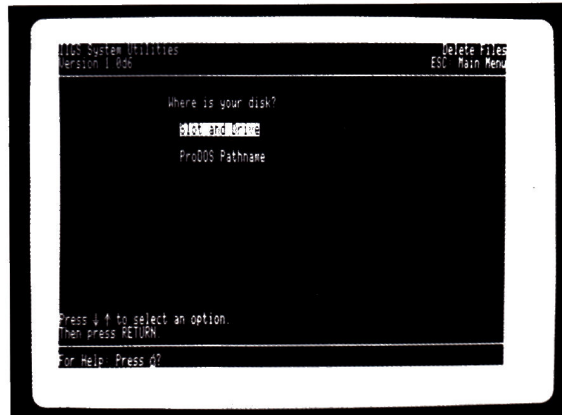 IIGS System Utilities Delete Files
Version 1.0d6 ESC: Main Menu
Where is your disk?
Slot and Drive
ProDOS Pathname
Press ↓ ↑ to select an option.
Then press RETURN.
For Help: Press ?